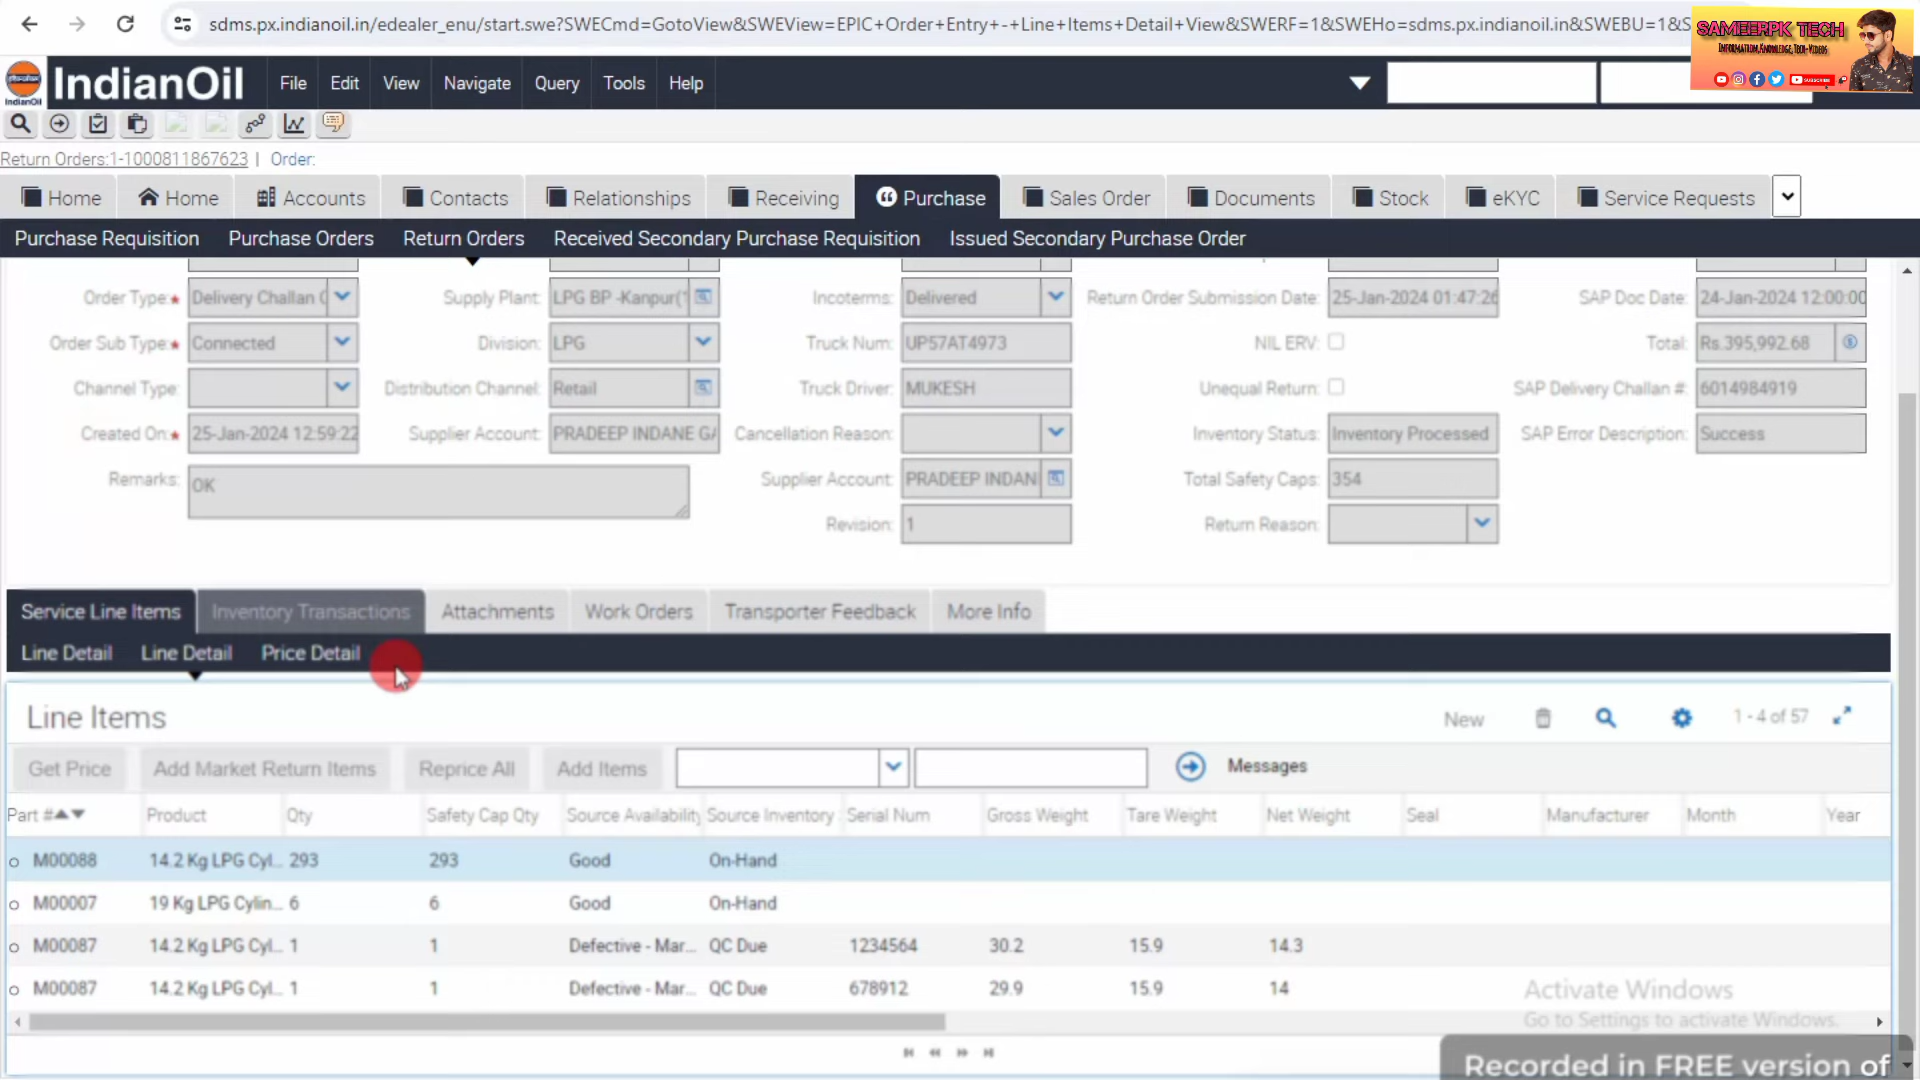 sdms.px.indianoil.in/edealer_enu/start.swe?SWECmd=GotoView&SWEView=EPIC+Order+Entry+-+Line+Items+Detail+View&SWERF=1&SWEHo=sdms.px.indianoil.in&SWEBU=1&S
SAMEERPK TECH
Information,Knowledge,Tech-Videos
SUBSCRIBE
IndianOil File Edit View Navigate Query Tools Help
IndianOil
Return Orders:1-1000811867623 | Order:
Home Home Accounts Contacts Relationships Receiving Purchase Sales Order Documents Stock eKYC Service Requests
Purchase Requisition Purchase Orders Return Orders Received Secondary Purchase Requisition Issued Secondary Purchase Order
Order Type:★ Delivery Challan C Supply Plant: LPG BP -Kanpur(1 Incoterms: Delivered Return Order Submission Date: 25-Jan-2024 01:47:26 SAP Doc Date: 24-Jan-2024 12:00:00
Order Sub Type:★ Connected Division: LPG Truck Num: UP57AT4973 NIL ERV: Total: Rs.395,992.68
Channel Type: Distribution Channel: Retail Truck Driver: MUKESH Unequal Return: SAP Delivery Challan #: 6014984919
Created On:★ 25-Jan-2024 12:59:22 Supplier Account: PRADEEP INDANE GA Cancellation Reason: Inventory Status: Inventory Processed SAP Error Description: Success
Remarks: OK Supplier Account: PRADEEP INDAN Total Safety Caps: 354
Revision: 1 Return Reason:
Service Line Items Inventory Transactions Attachments Work Orders Transporter Feedback More Info
Line Detail Line Detail Price Detail
Line Items New 1 - 4 of 57
Get Price Add Market Return Items Reprice All Add Items Messages
Part # Product Qty Safety Cap Qty Source Availability Source Inventory Serial Num Gross Weight Tare Weight Net Weight Seal Manufacturer Month Year
M00088 14.2 Kg LPG Cyl... 293 293 Good On-Hand
M00007 19 Kg LPG Cylin... 6 6 Good On-Hand
M00087 14.2 Kg LPG Cyl... 1 1 Defective - Mar... QC Due 1234564 30.2 15.9 14.3
M00087 14.2 Kg LPG Cyl... 1 1 Defective - Mar... QC Due 678912 29.9 15.9 14
Activate Windows
Go to Settings to activate Windows.
Recorded in FREE version of